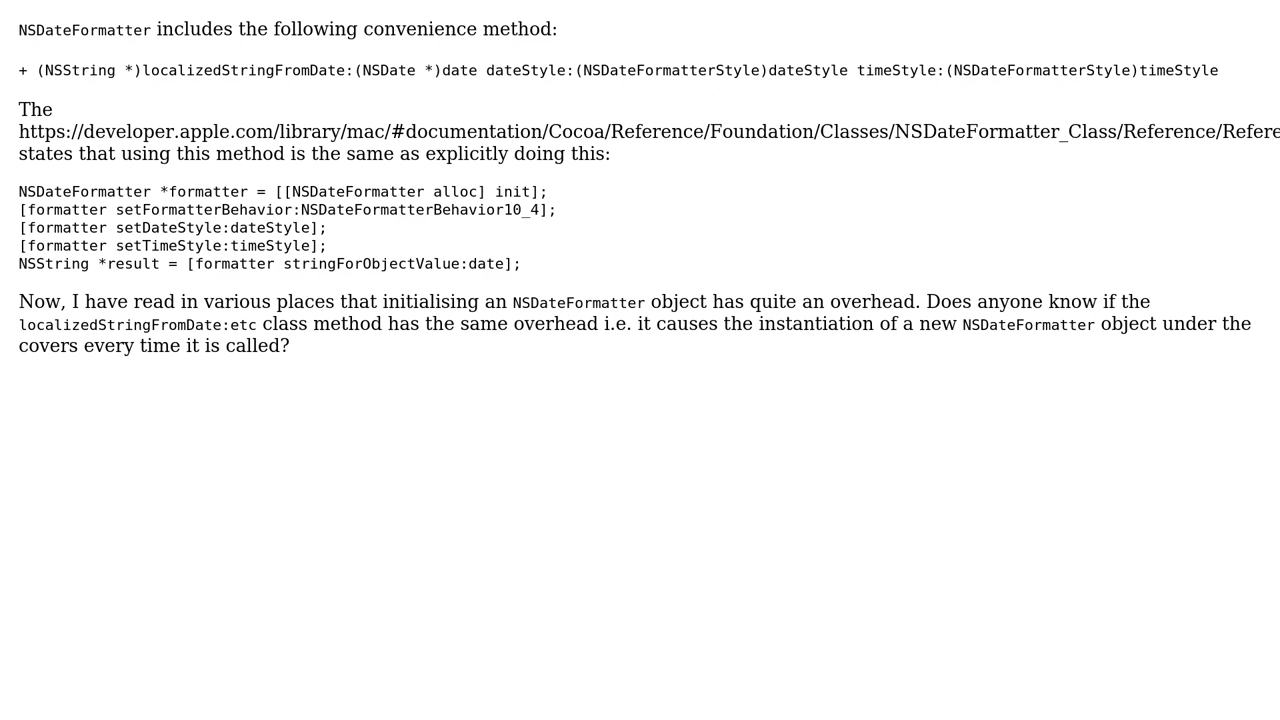 NSDateFormatter includes the following convenience method:
+ (NSString *)localizedStringFromDate:(NSDate *)date dateStyle:(NSDateFormatterStyle)dateStyle timeStyle:(NSDateFormatterStyle)timeStyle
The
https://developer.apple.com/library/mac/#documentation/Cocoa/Reference/Foundation/Classes/NSDateFormatter_Class/Reference/Refere
states that using this method is the same as explicitly doing this:
NSDateFormatter *formatter = [[NSDateFormatter alloc] init];
[formatter setFormatterBehavior:NSDateFormatterBehavior10_4];
[formatter setDateStyle:dateStyle];
[formatter setTimeStyle:timeStyle];
NSString *result = [formatter stringForObjectValue:date];
Now, I have read in various places that initialising an NSDateFormatter object has quite an overhead. Does anyone know if the
localizedStringFromDate:etc class method has the same overhead i.e. it causes the instantiation of a new NSDateFormatter object under the
covers every time it is called?